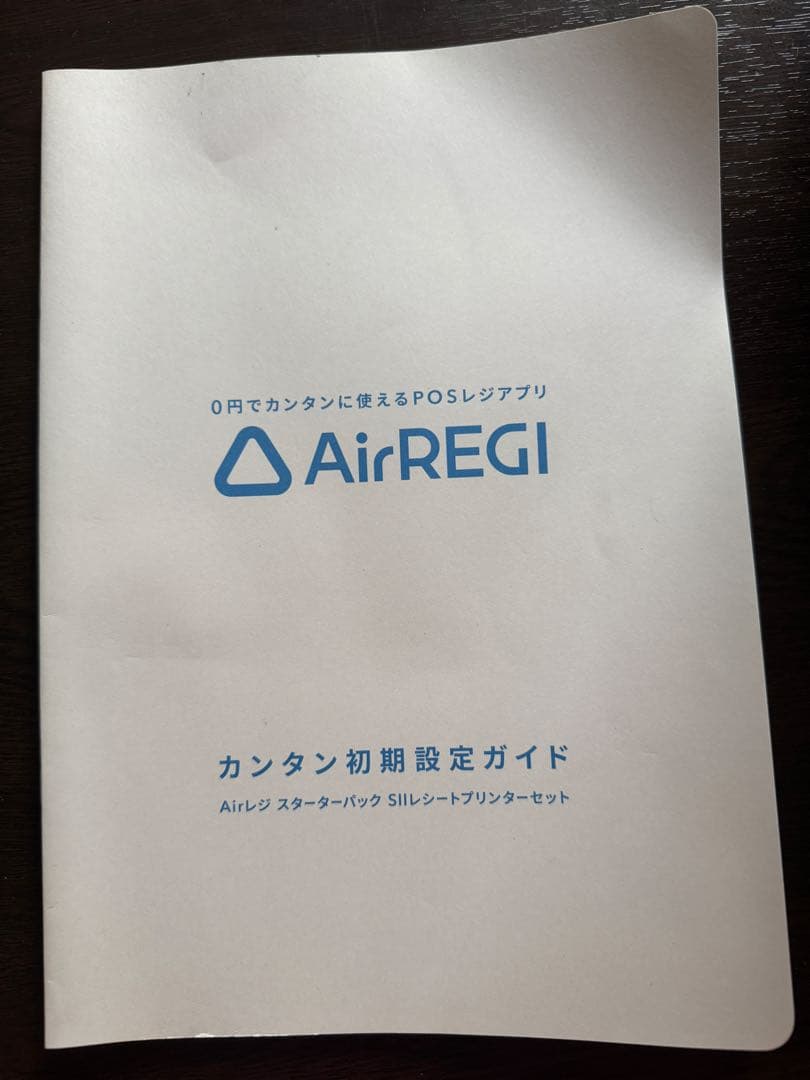 0円でカンタンに使えるPOSレジアプリ
AirREGI
カンタン初期設定ガイド
Airレジ スターターパック SIIレシートプリンターセット